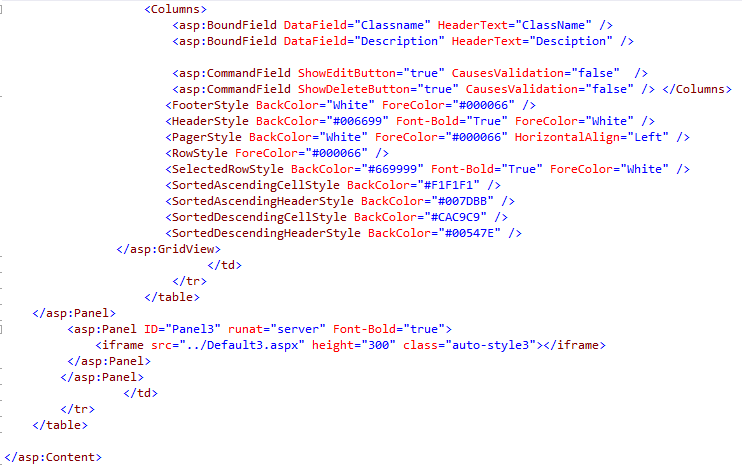 <Columns>
<asp:BoundField DataField="Classname" HeaderText="ClassName" />
<asp:BoundField DataField="Description" HeaderText="Desciption" />
<asp:CommandField ShowEditButton="true" CausesValidation="false"  />
<asp:CommandField ShowDeleteButton="true" CausesValidation="false" /> </Columns>
<FooterStyle BackColor="White" ForeColor="#000066" />
<HeaderStyle BackColor="#006699" Font-Bold="True" ForeColor="White" />
<PagerStyle BackColor="White" ForeColor="#000066" HorizontalAlign="Left" />
<RowStyle ForeColor="#000066" />
<SelectedRowStyle BackColor="#669999" Font-Bold="True" ForeColor="White" />
<SortedAscendingCellStyle BackColor="#F1F1F1" />
<SortedAscendingHeaderStyle BackColor="#007DBB" />
<SortedDescendingCellStyle BackColor="#CAC9C9" />
<SortedDescendingHeaderStyle BackColor="#00547E" />
</asp:GridView>
</td>
</tr>
</table>
</asp:Panel>
<asp:Panel ID="Panel3" runat="server" Font-Bold="true">
<iframe src="../Default3.aspx" height="300" class="auto-style3"></iframe>
</asp:Panel>
</asp:Panel>
</td>
</tr>
</table>
</asp:Content>